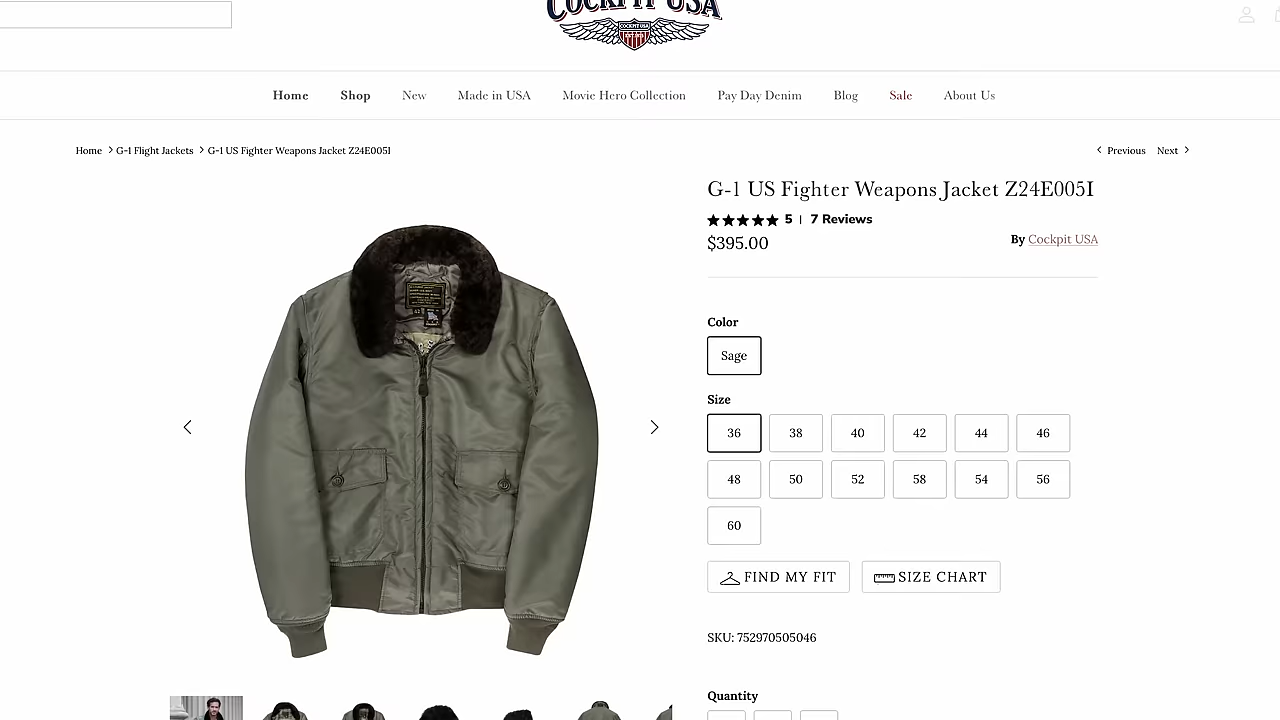 COCKPIT USA
COCKPIT USA
Home Shop New Made in USA Movie Hero Collection Pay Day Denim Blog Sale About Us
Home > G-1 Flight Jackets > G-1 US Fighter Weapons Jacket Z24E005I
Previous Next
G-1 US Fighter Weapons Jacket Z24E005I
5 | 7 Reviews
$395.00
By Cockpit USA
Color
Sage
Size
36 38 40 42 44 46
48 50 52 58 54 56
60
FIND MY FIT SIZE CHART
SKU: 752970505046
Quantity
42